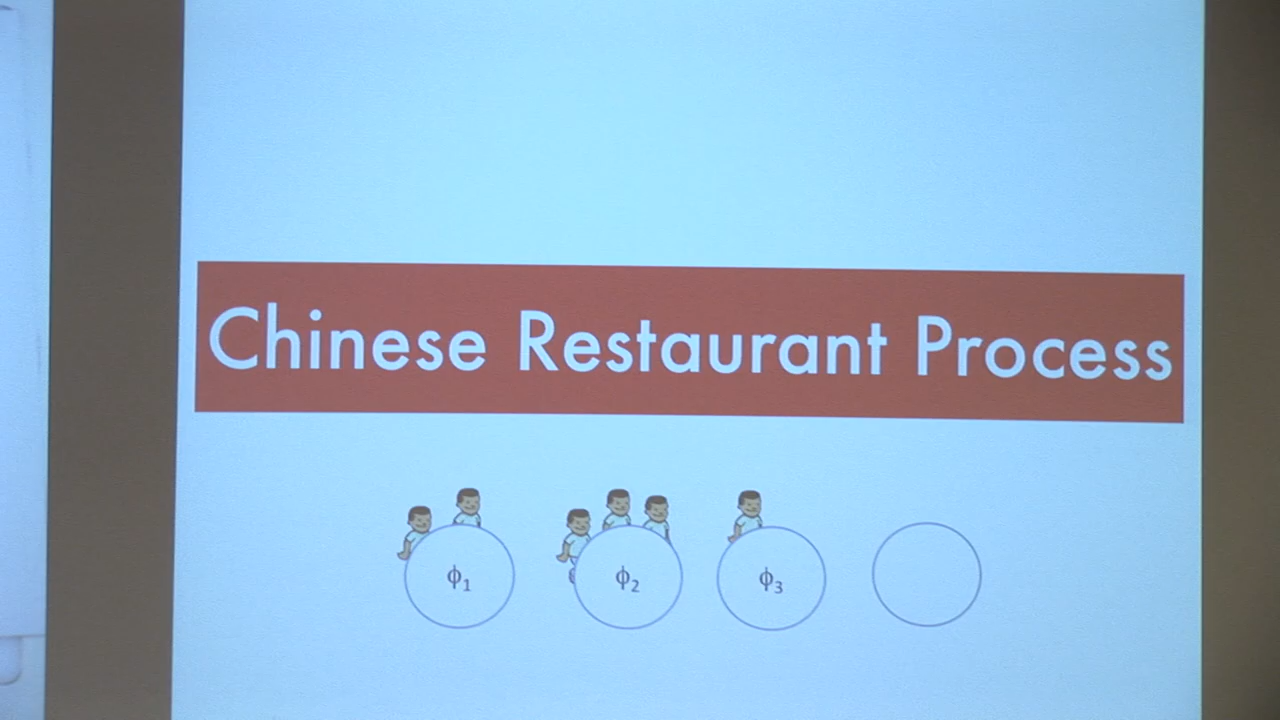 Chinese Restaurant Process
ϕ₁ ϕ₂ ϕ₃